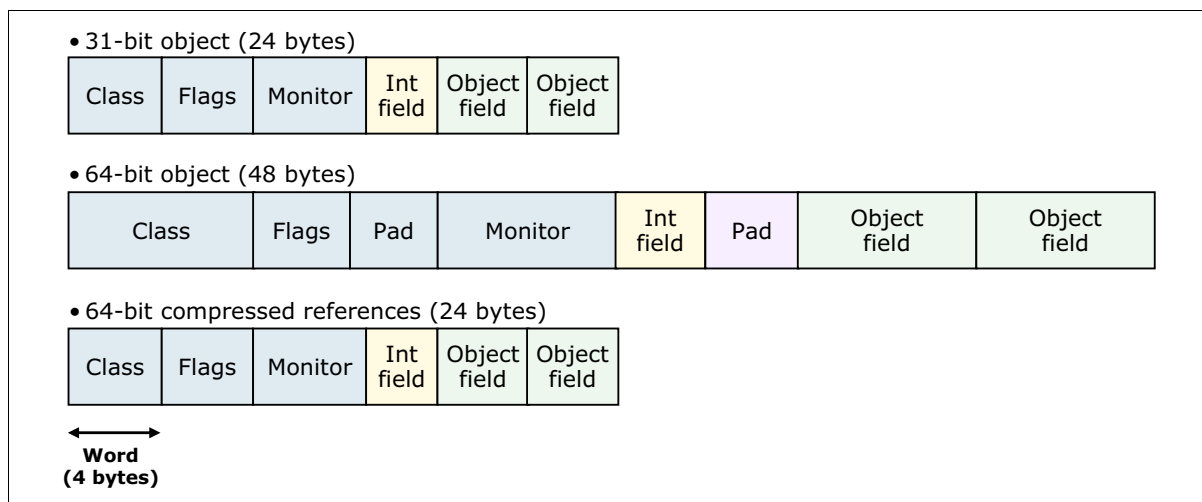 • 31-bit object (24 bytes)
Class Flags Monitor Int field Object field Object field
• 64-bit object (48 bytes)
Class Flags Pad Monitor Int field Pad Object field Object field
• 64-bit compressed references (24 bytes)
Class Flags Monitor Int field Object field Object field
Word
(4 bytes)